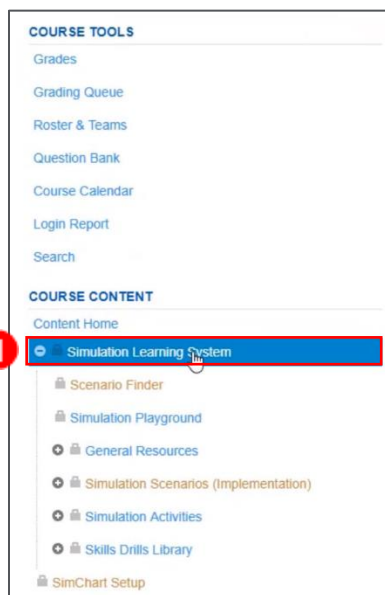 COURSE TOOLS
Grades
Grading Queue
Roster & Teams
Question Bank
Course Calendar
Login Report
Search
COURSE CONTENT
Content Home
Simulation Learning System
Scenario Finder
Simulation Playground
General Resources
Simulation Scenarios (Implementation)
Simulation Activities
Skills Drills Library
SimChart Setup